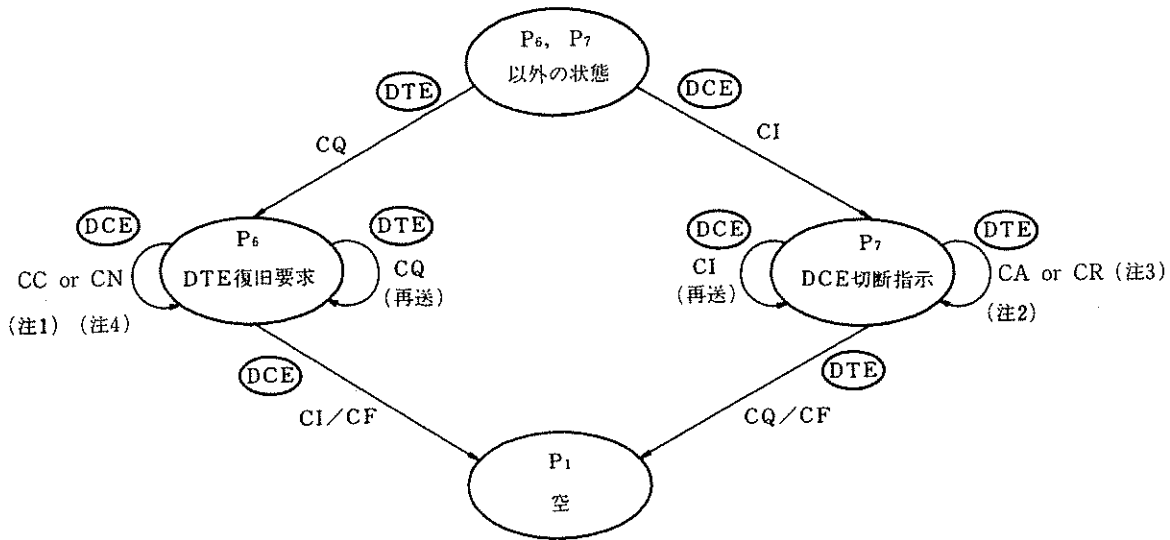 P₆, P₇
以外の状態
DTE
DCE
CQ
CI
DCE
P₆
DTE
DCE
P₇
DTE
CC or CN
DTE復旧要求
CQ
(再送)
CI
(再送)
DCE切断指示
CA or CR (注3)
(注1) (注4)
(注2)
DCE
DTE
CI/CF
CQ/CF
P₁
空